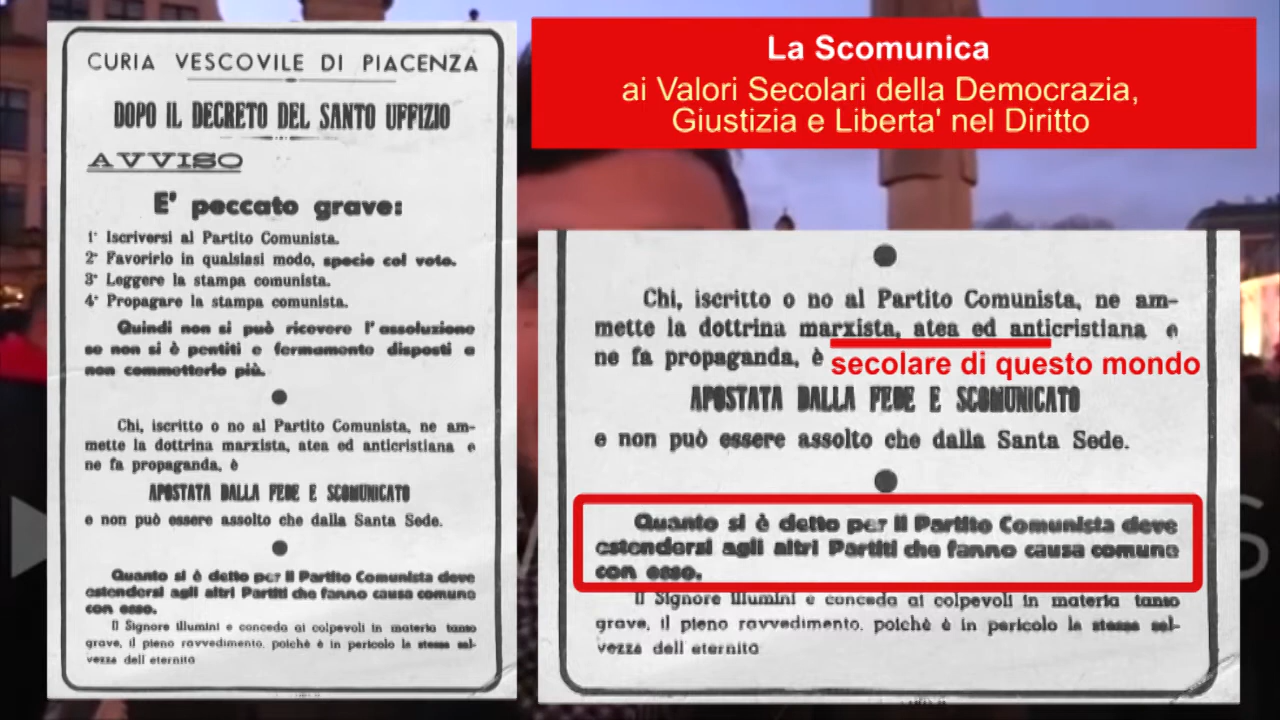 CURIA VESCOVILE DI PIACENZA
DOPO IL DECRETO DEL SANTO UFFIZIO
AVVISO
E' peccato grave:
1° Iscriversi al Partito Comunista.
2° Favorirlo in qualsiasi modo, specie col voto.
3° Leggere la stampa comunista.
4° Propagare la stampa comunista.
Quindi non si può ricevere l'assoluzione
se non si è pentiti e fermamente disposti a
non commetterlo più.
Chi, iscritto o no al Partito Comunista, ne am-
mette la dottrina marxista, atea ed anticristiana e
ne fa propaganda, è
APOSTATA DALLA FEDE E SCOMUNICATO
e non può essere assolto che dalla Santa Sede.
Quanto si è detto per il Partito Comunista deve
estendersi agli altri Partiti che fanno causa comune
con esso.
Il Signore illumini e conceda ai colpevoli in materia tanto
grave, il pieno ravvedimento, poichè è in pericolo la stessa sal-
vezza dell eternità
La Scomunica
ai Valori Secolari della Democrazia,
Giustizia e Liberta' nel Diritto
Chi, iscritto o no al Partito Comunista, ne am-
mette la dottrina marxista, atea ed anticristiana e
ne fa propaganda, è secolare di questo mondo
APOSTATA DALLA FEDE E SCOMUNICATO
e non può essere assolto che dalla Santa Sede.
Quanto si è detto per il Partito Comunista deve
estendersi agli altri Partiti che fanno causa comune
con esso.
Il Signore illumini e conceda ai colpevoli in materia tanto
grave, il pieno ravvedimento, poichè è in pericolo la stessa sal-
vezza dell eternità